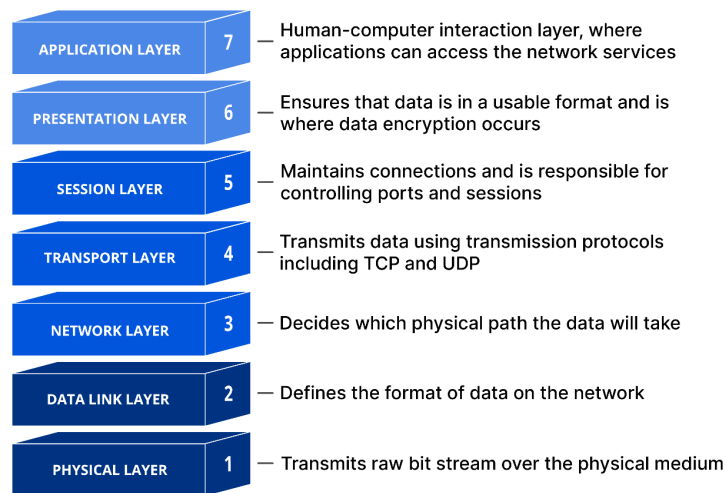 APPLICATION LAYER 7 — Human-computer interaction layer, where
applications can access the network services
PRESENTATION LAYER 6 — Ensures that data is in a usable format and is
where data encryption occurs
SESSION LAYER 5 — Maintains connections and is responsible for
controlling ports and sessions
TRANSPORT LAYER 4 — Transmits data using transmission protocols
including TCP and UDP
NETWORK LAYER 3 — Decides which physical path the data will take
DATA LINK LAYER 2 — Defines the format of data on the network
PHYSICAL LAYER 1 — Transmits raw bit stream over the physical medium